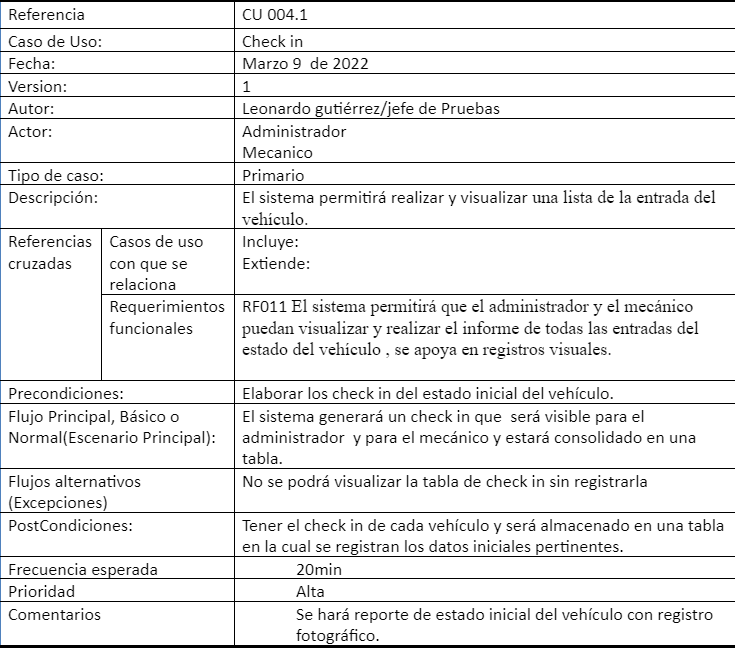 Referencia CU 004.1
Caso de Uso: Check in
Fecha: Marzo 9  de 2022
Version: 1
Autor: Leonardo gutiérrez/jefe de Pruebas
Actor: Administrador
Mecanico
Tipo de caso: Primario
Descripción: El sistema permitirá realizar y visualizar una lista de la entrada del
vehículo.
Referencias
cruzadas
Casos de uso
con que se
relaciona
Incluye:
Extiende:
Requerimientos
funcionales
RF011 El sistema permitirá que el administrador y el mecánico
puedan visualizar y realizar el informe de todas las entradas del
estado del vehículo , se apoya en registros visuales.
Precondiciones: Elaborar los check in del estado inicial del vehículo.
Flujo Principal, Básico o
Normal(Escenario Principal):
El sistema generará un check in que  será visible para el
administrador  y para el mecánico y estará consolidado en una
tabla.
Flujos alternativos
(Excepciones)
No se podrá visualizar la tabla de check in sin registrarla
PostCondiciones: Tener el check in de cada vehículo y será almacenado en una tabla
en la cual se registran los datos iniciales pertinentes.
Frecuencia esperada 20min
Prioridad Alta
Comentarios Se hará reporte de estado inicial del vehículo con registro
fotográfico.